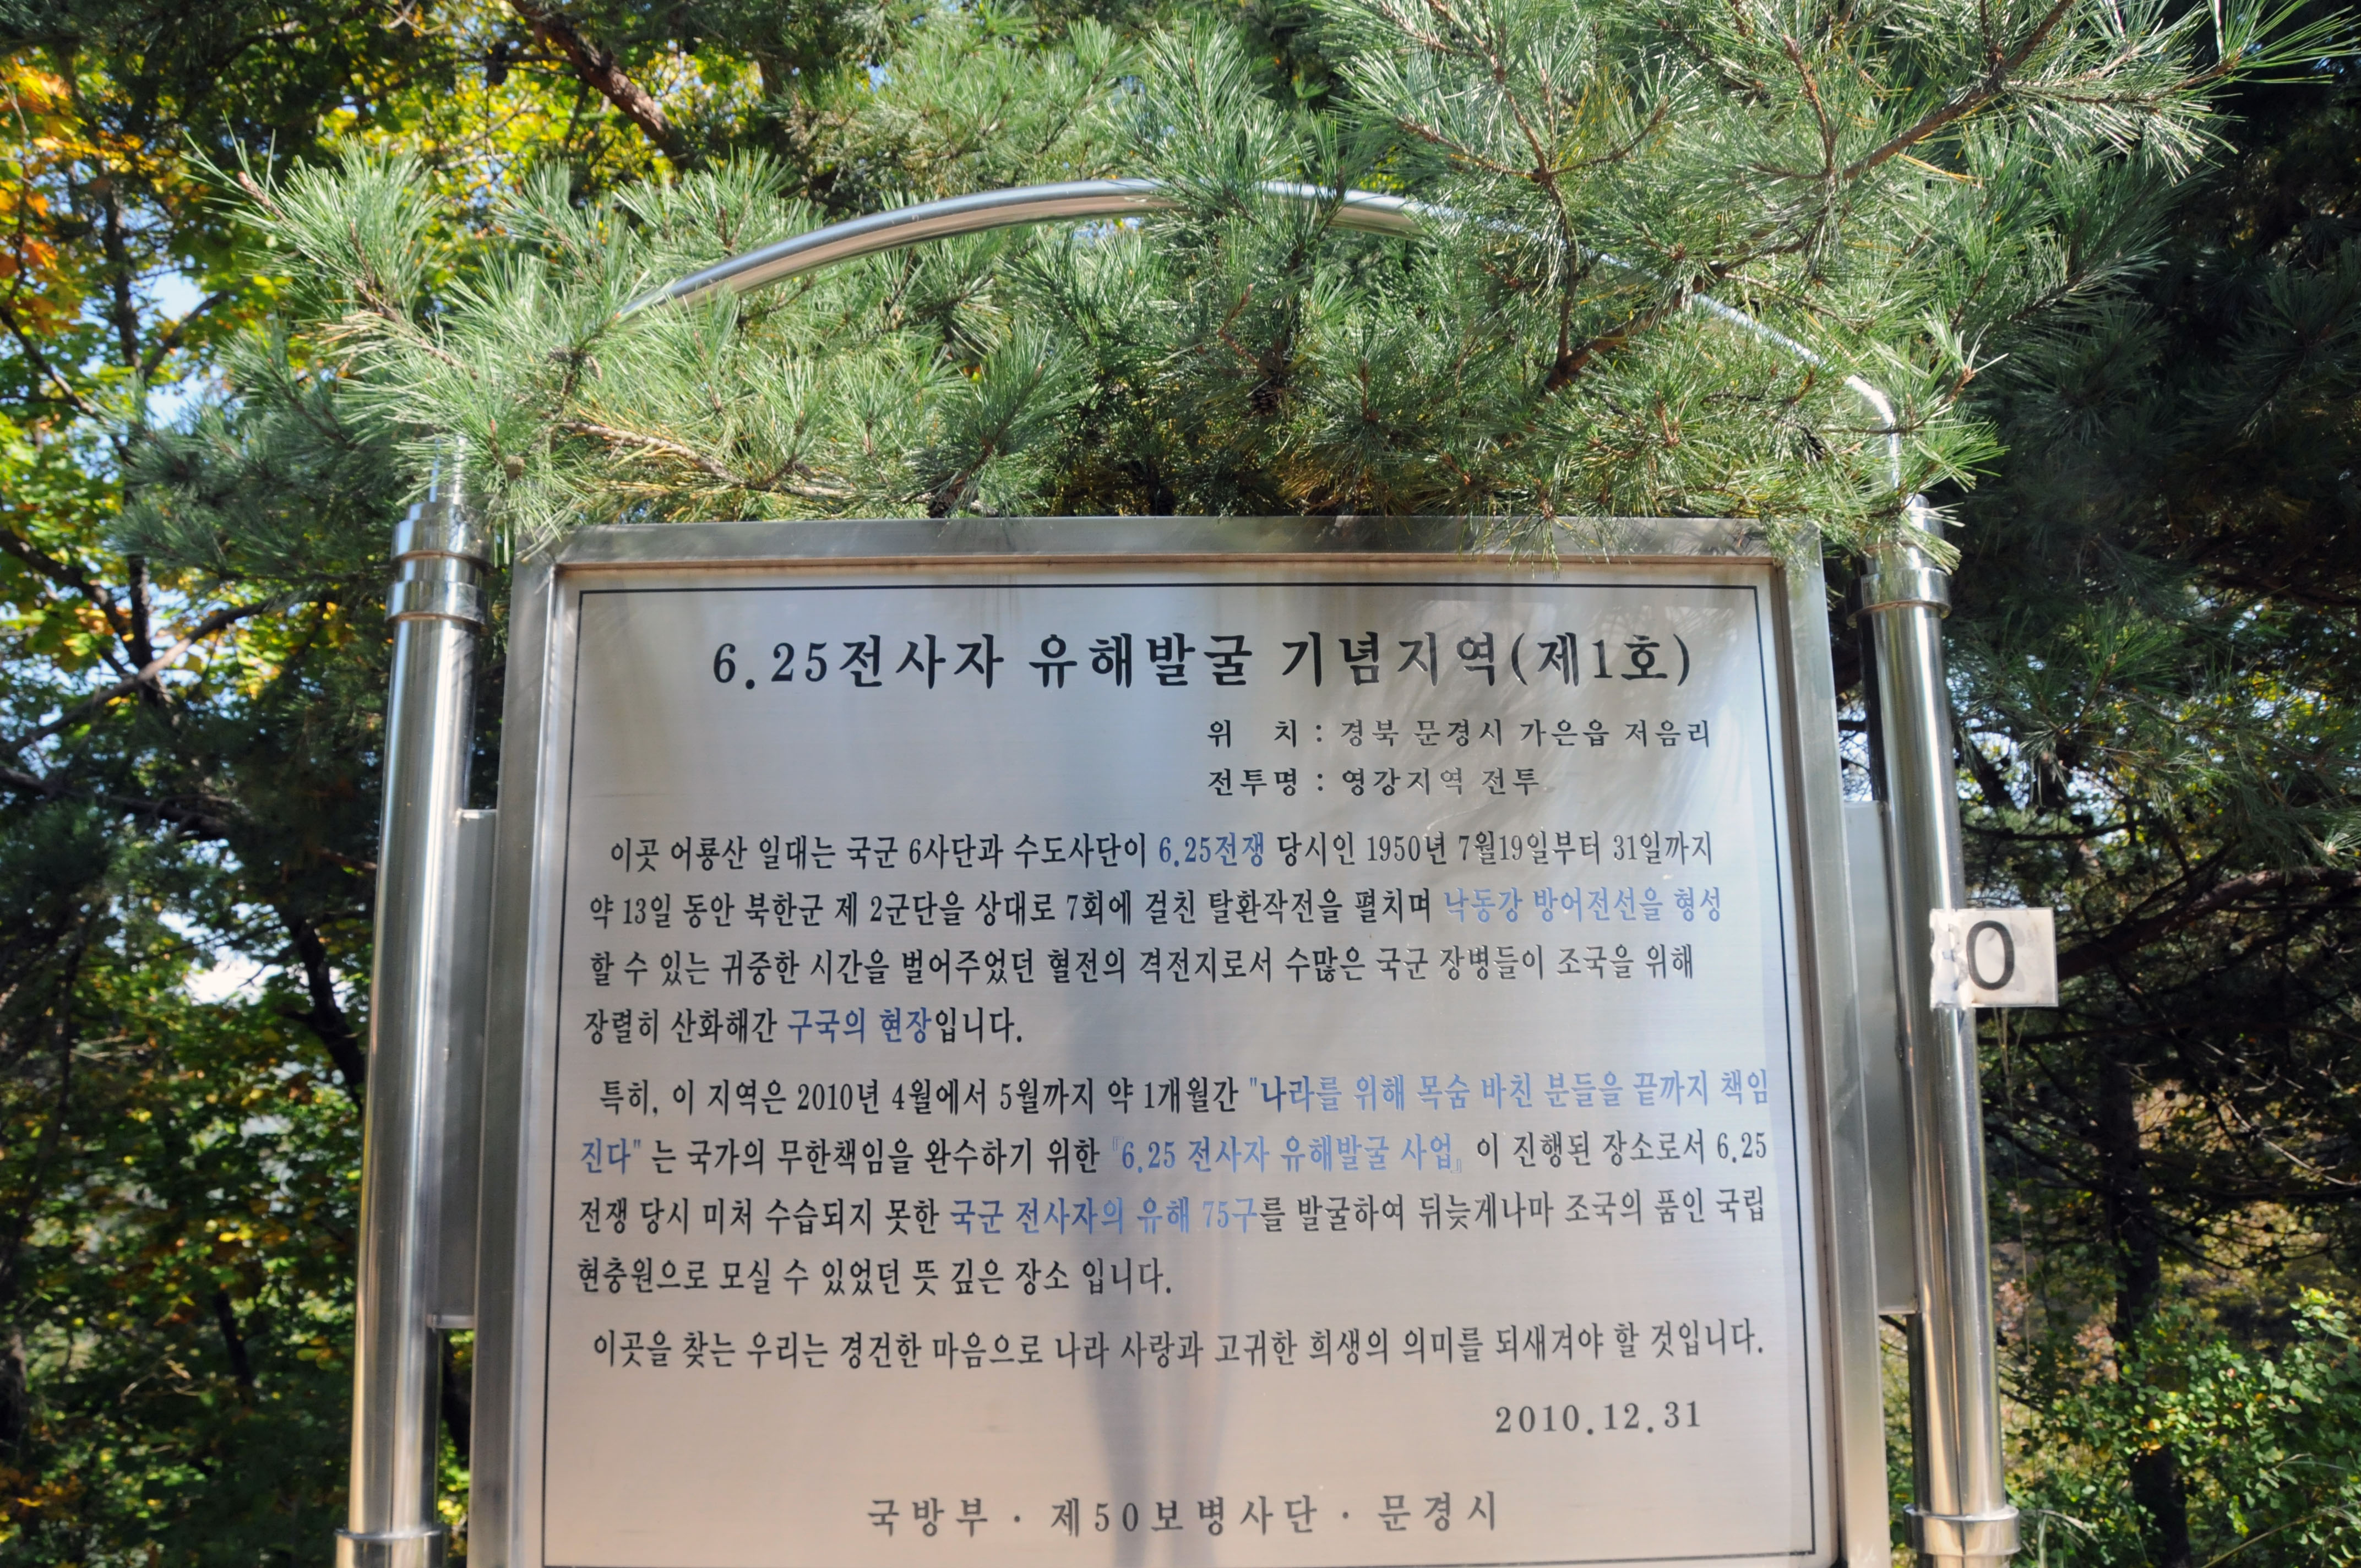 6.25전사자 유해발굴 기념지역(제1호)
위 치 : 경북 문경시 가은읍 저음리
전투명 : 영강지역 전투
이곳 어룡산 일대는 국군 6사단과 수도사단이 6.25전쟁 당시인 1950년 7월19일부터 31일까지
약 13일 동안 북한군 제 2군단을 상대로 7회에 걸친 탈환작전을 펼치며 낙동강 방어전선을 형성
할 수 있는 귀중한 시간을 벌어주었던 혈전의 격전지로서 수많은 국군 장병들이 조국을 위해
장렬히 산화해간 구국의 현장입니다.
특히, 이 지역은 2010년 4월에서 5월까지 약 1개월간 "나라를 위해 목숨 바친 분들을 끝까지 책임
진다" 는 국가의 무한책임을 완수하기 위한 『6.25 전사자 유해발굴 사업』 이 진행된 장소로서 6.25
전쟁 당시 미처 수습되지 못한 국군 전사자의 유해 75구를 발굴하여 뒤늦게나마 조국의 품인 국립
현충원으로 모실 수 있었던 뜻 깊은 장소 입니다.
이곳을 찾는 우리는 경건한 마음으로 나라 사랑과 고귀한 희생의 의미를 되새겨야 할 것입니다.
2010.12.31
국방부 · 제50보병사단 · 문경시
0